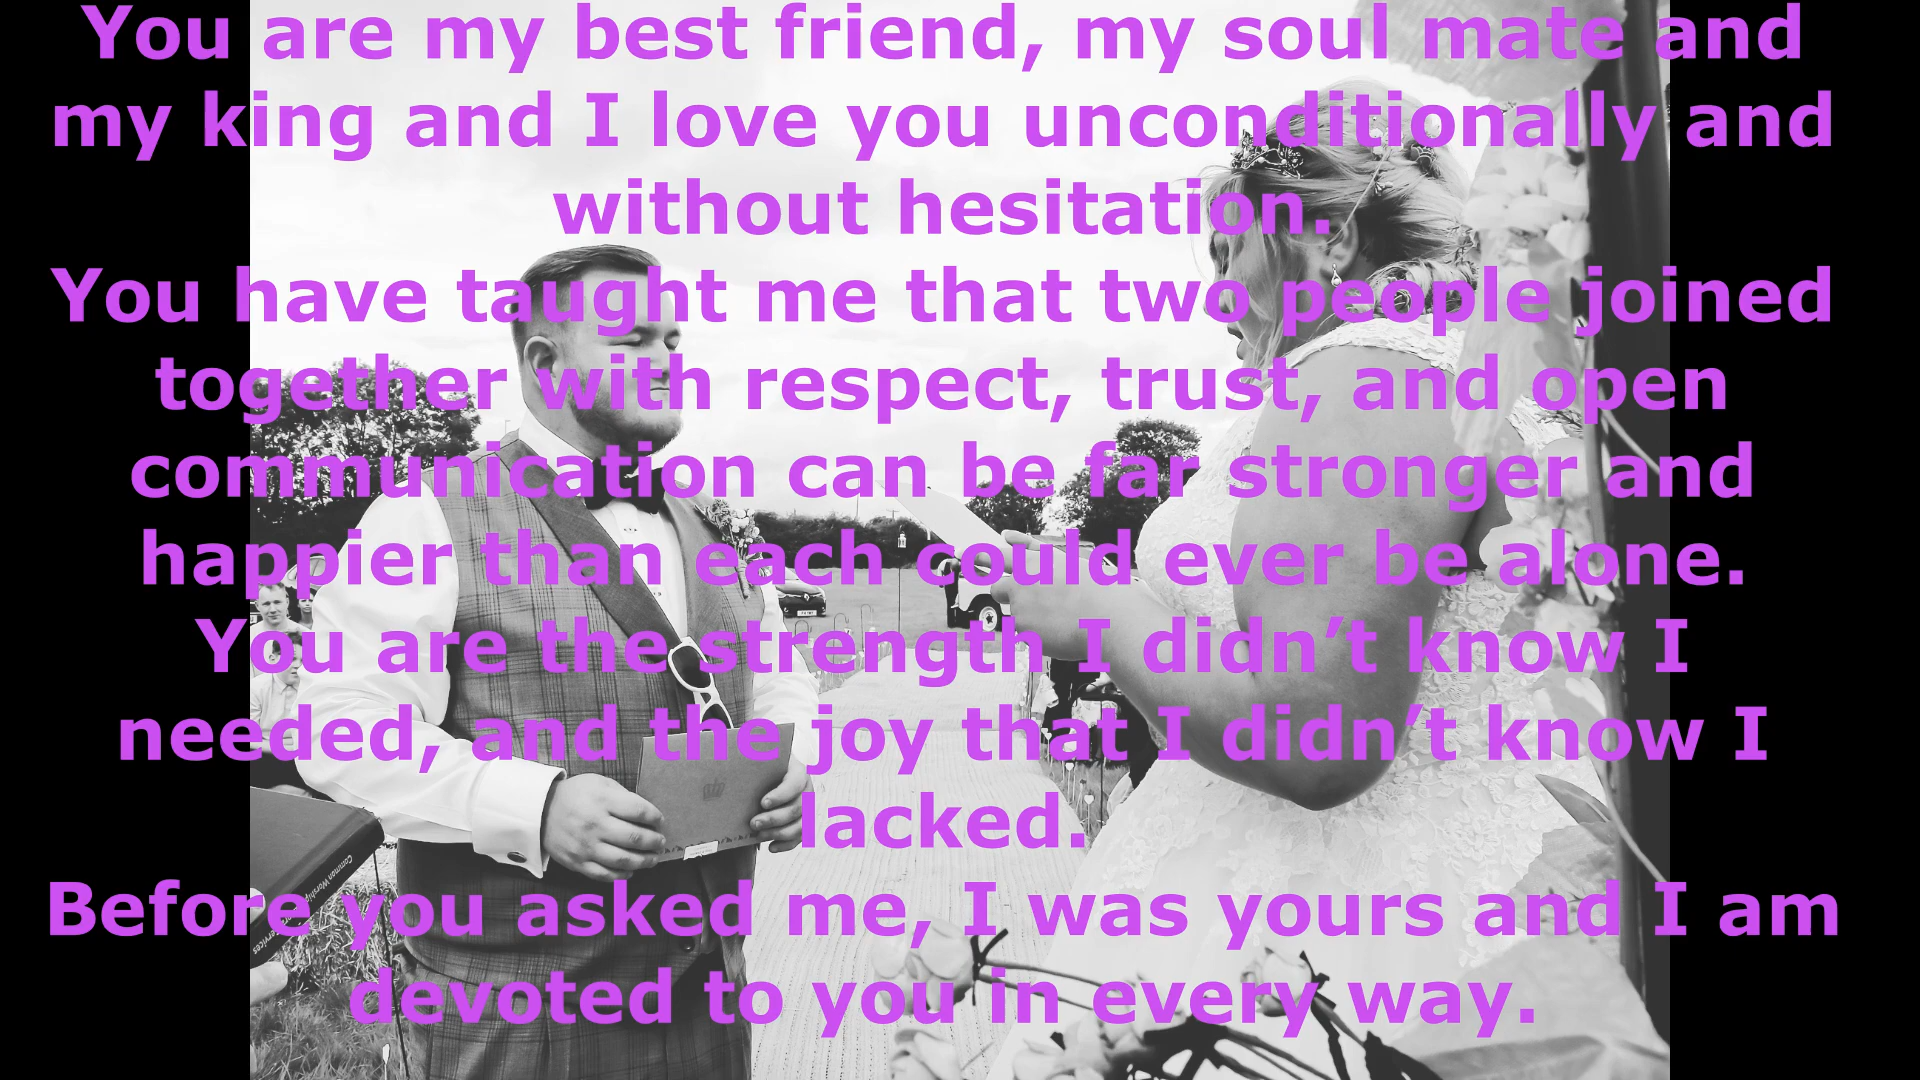 You are my best friend, my soul mate and
my king and I love you unconditionally and
without hesitation.
You have taught me that two people joined
together with respect, trust, and open
communication can be far stronger and
happier than each could ever be alone.
You are the strength I didn’t know I
needed, and the joy that I didn’t know I
lacked.
Before you asked me, I was yours and I am
devoted to you in every way.
Common Worship